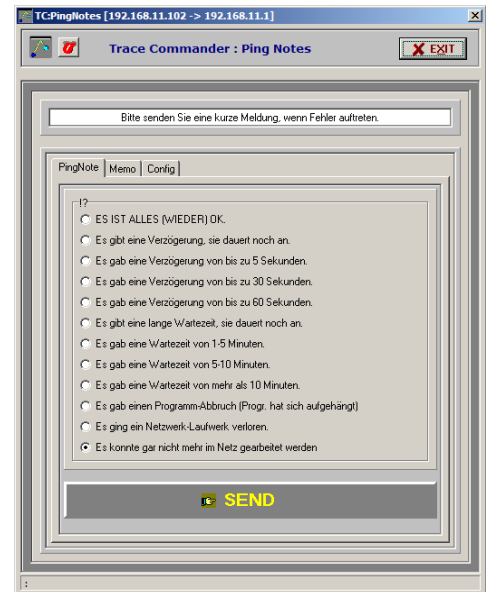 TC:PingNotes [192.168.11.102 -> 192.168.11.1]
Trace Commander : Ping Notes
EXIT
Bitte senden Sie eine kurze Meldung, wenn Fehler auftreten.
PingNote Memo Config
!?
ES IST ALLES (WIEDER) OK.
Es gibt eine Verzögerung, sie dauert noch an.
Es gab eine Verzögerung von bis zu 5 Sekunden.
Es gab eine Verzögerung von bis zu 30 Sekunden.
Es gab eine Verzögerung von bis zu 60 Sekunden.
Es gibt eine lange Wartezeit, sie dauert noch an.
Es gab eine Wartezeit von 1-5 Minuten.
Es gab eine Wartezeit von 5-10 Minuten.
Es gab eine Wartezeit von mehr als 10 Minuten.
Es gab einen Programm-Abbruch (Progr. hat sich aufgehängt)
Es ging ein Netzwerk-Laufwerk verloren.
Es konnte gar nicht mehr im Netz gearbeitet werden
SEND
: